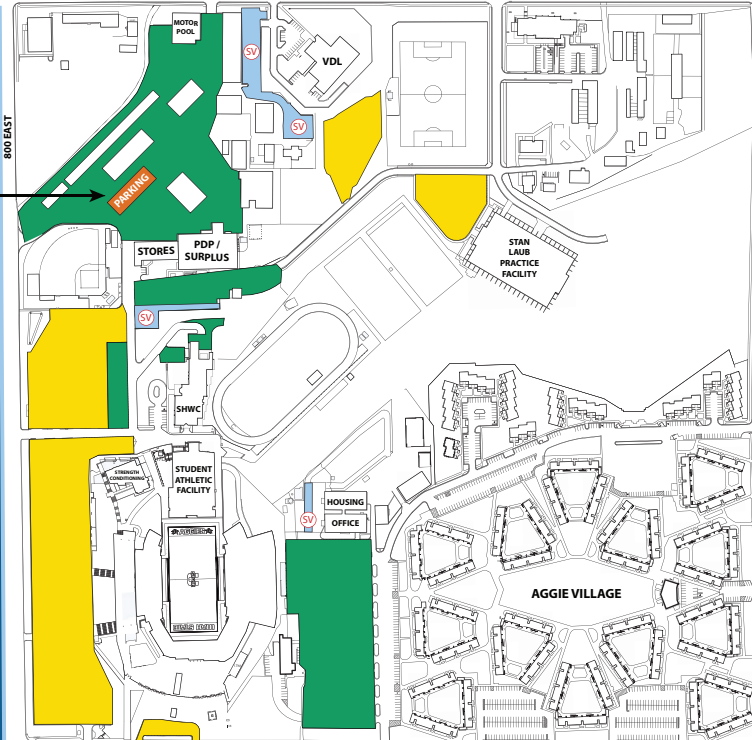 MOTOR
POOL
SV
VDL
SV
800 EAST
PARKING
STORES
PDP /
SURPLUS
STAN
LAUB
PRACTICE
FACILITY
SV
SHWC
STRENGTH
CONDITIONING
STUDENT
ATHLETIC
FACILITY
HOUSING
OFFICE
SV
AGGIES
AGGIE VILLAGE